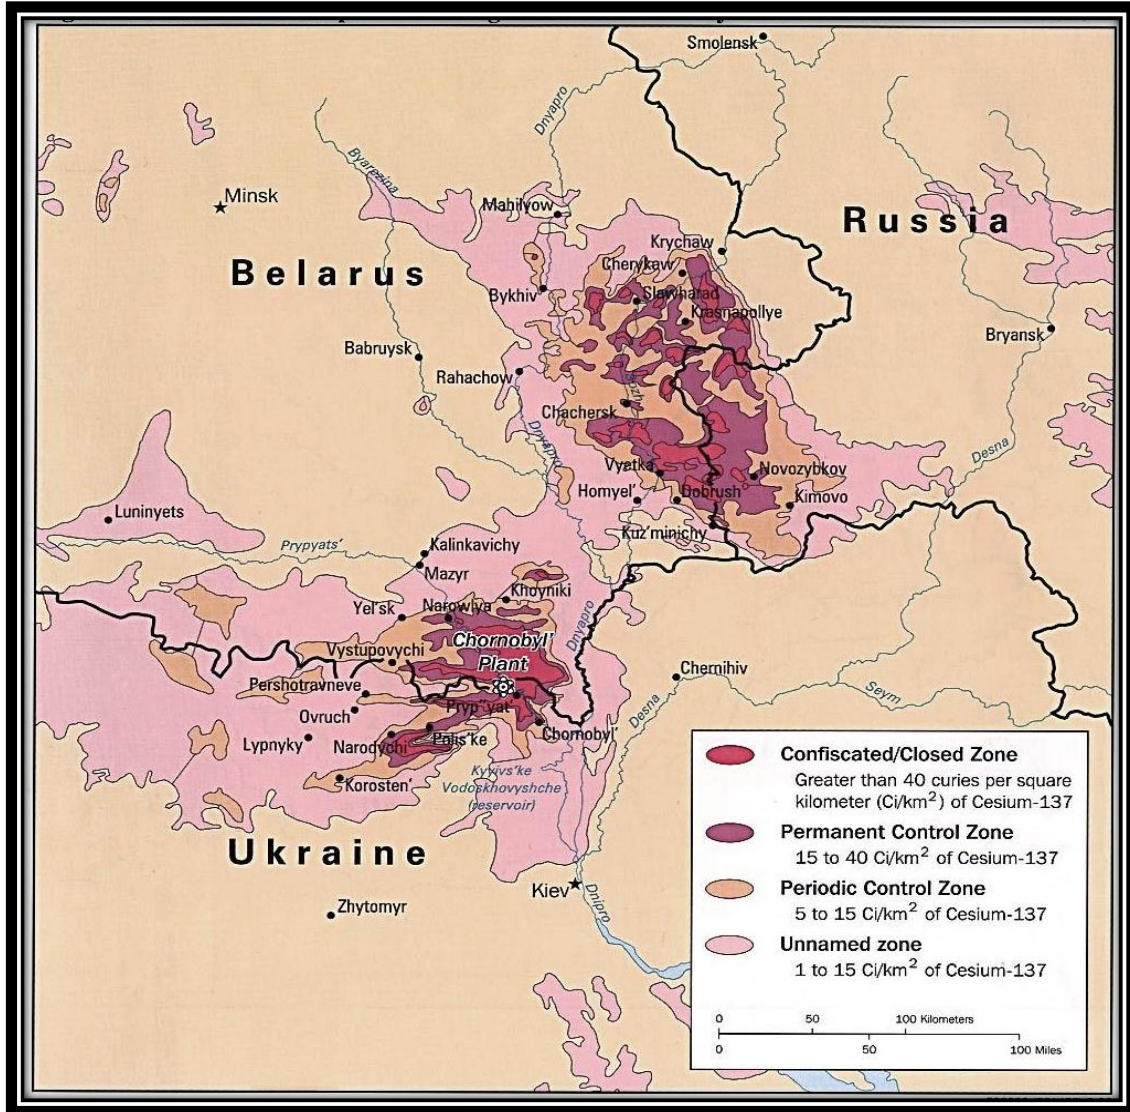 Smolensk
Dnyapro
Byarezina
Minsk
Mahilyow
Russia
Krychaw
Belarus
Cherykaw
Bykhiv
Slawharad
Krasnapollye
Bryansk
Babruysk
Rahachow
Sozh
Chachersk
Dnyapro
Desna
Vyatka
Novozybkov
Homyel'
Dobrush
Kimovo
Luninyets
Kuz'minichy
Prypyats'
Kalinkavichy
Mazyr
Khoyniki
Yel'sk
Narowlya
Dnyapro
Chornobyl'
Plant
Vystupovychi
Chernihiv
Pershotravneve
Desna
Seym
Pryp"yat'
Ovruch
Chornobyl'
Lypnyky
Narodychi
Polis'ke
Kyyivs'ke
Vodoskhovyshche
(reservoir)
Korosten'
Ukraine
Kiev
Dnipro
Zhytomyr
Confiscated/Closed Zone
Greater than 40 curies per square
kilometer (Ci/km²) of Cesium-137
Permanent Control Zone
15 to 40 Ci/km² of Cesium-137
Periodic Control Zone
5 to 15 Ci/km² of Cesium-137
Unnamed zone
1 to 15 Ci/km² of Cesium-137
0 50 100 Kilometers
0 50 100 Miles